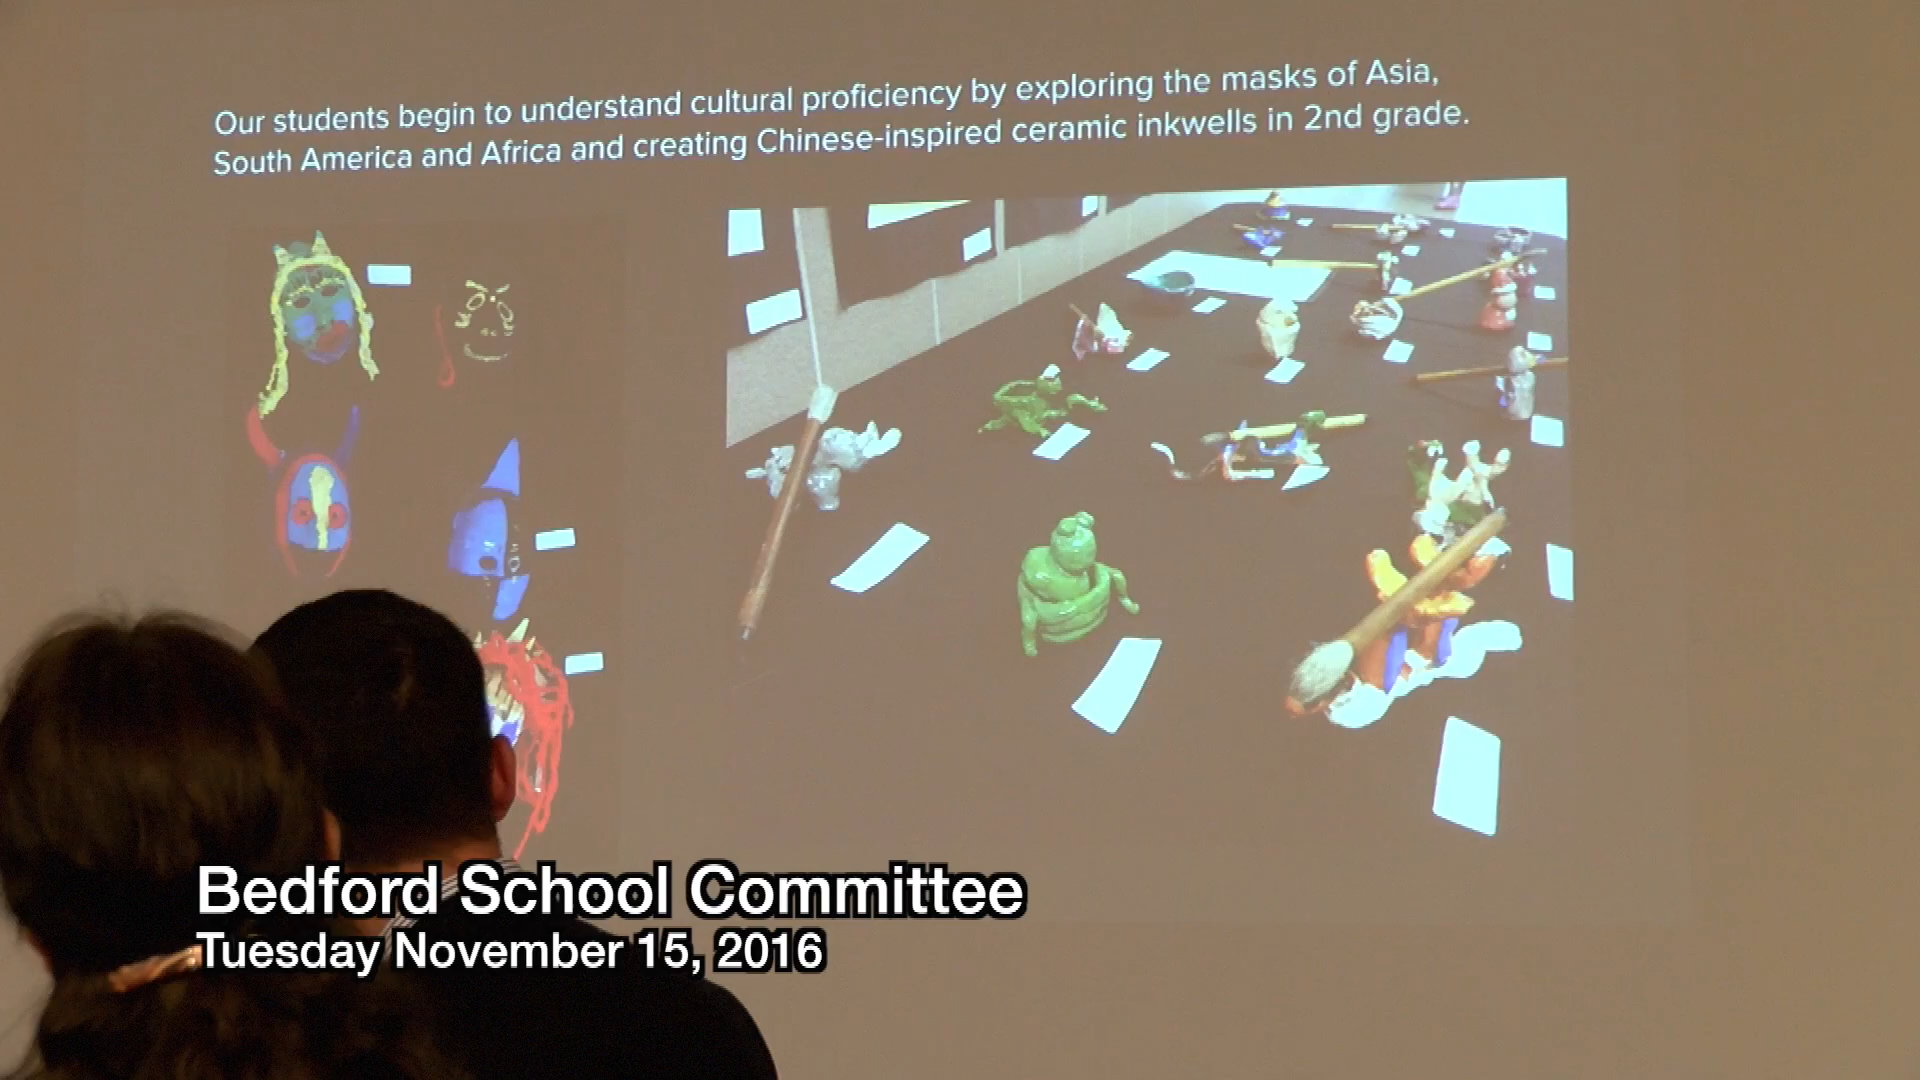 Our students begin to understand cultural proficiency by exploring the masks of Asia,
South America and Africa and creating Chinese-inspired ceramic inkwells in 2nd grade.
Bedford School Committee
Tuesday November 15, 2016